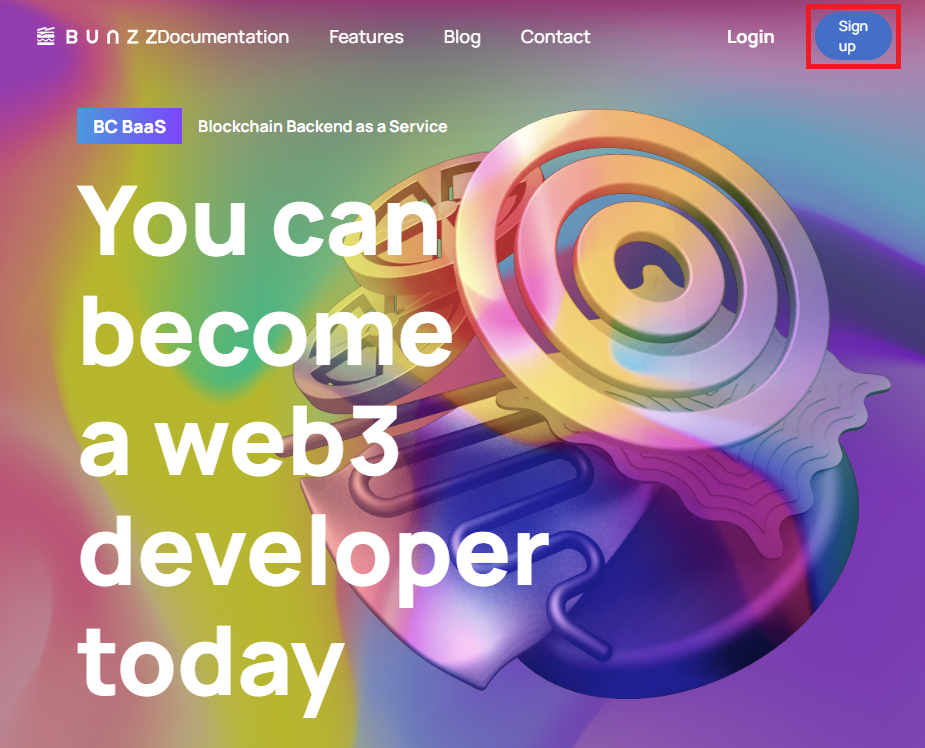 BUNZZ Documentation Features Blog Contact Login Sign
up
BC BaaS Blockchain Backend as a Service
You can
become
a web3
developer
today